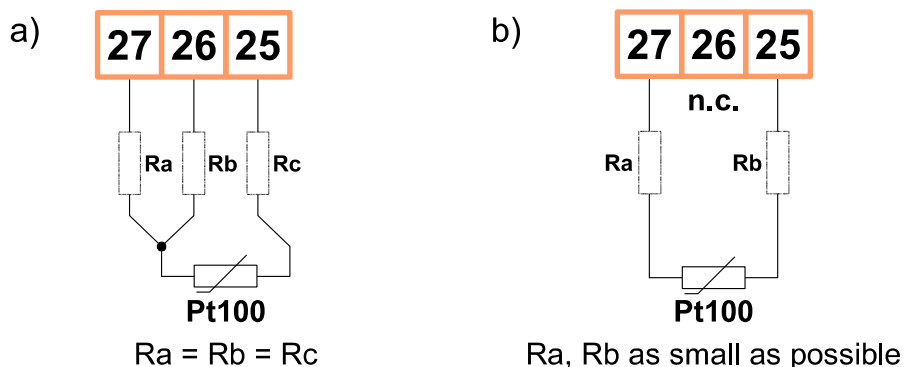 a)
27 26 25
Ra Rb Rc
Pt100
Ra = Rb = Rc
b)
27 26 25
n.c.
Ra Rb
Pt100
Ra, Rb as small as possible